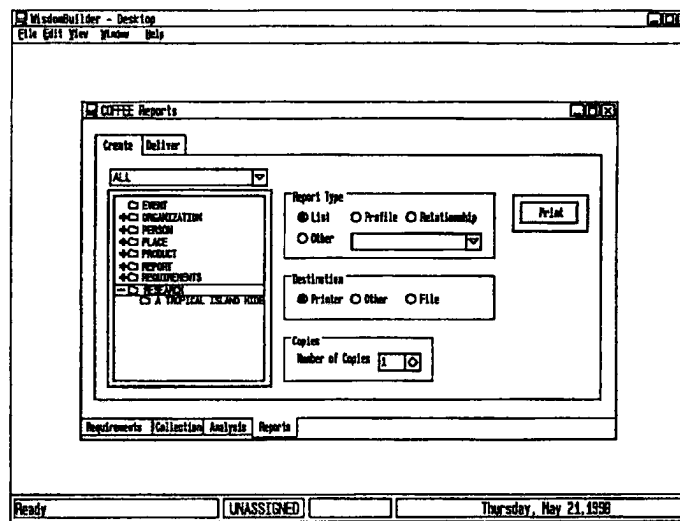 WisdomBuilder - Desktop
File Edit View Window Help
COFFEE Reports
Create Deliver
ALL
EVENT
ORGANIZATION
PERSON
PLACE
PRODUCT
REPORT
REQUIREMENTS
RESEARCH
A TROPICAL ISLAND HIDE
Report Type
List Profile Relationship
Other
Print
Destination
Printer Other File
Copies
Number of Copies 1
Requirements Collection Analysis Reports
Ready UNASSIGNED Thursday, May 21,1998